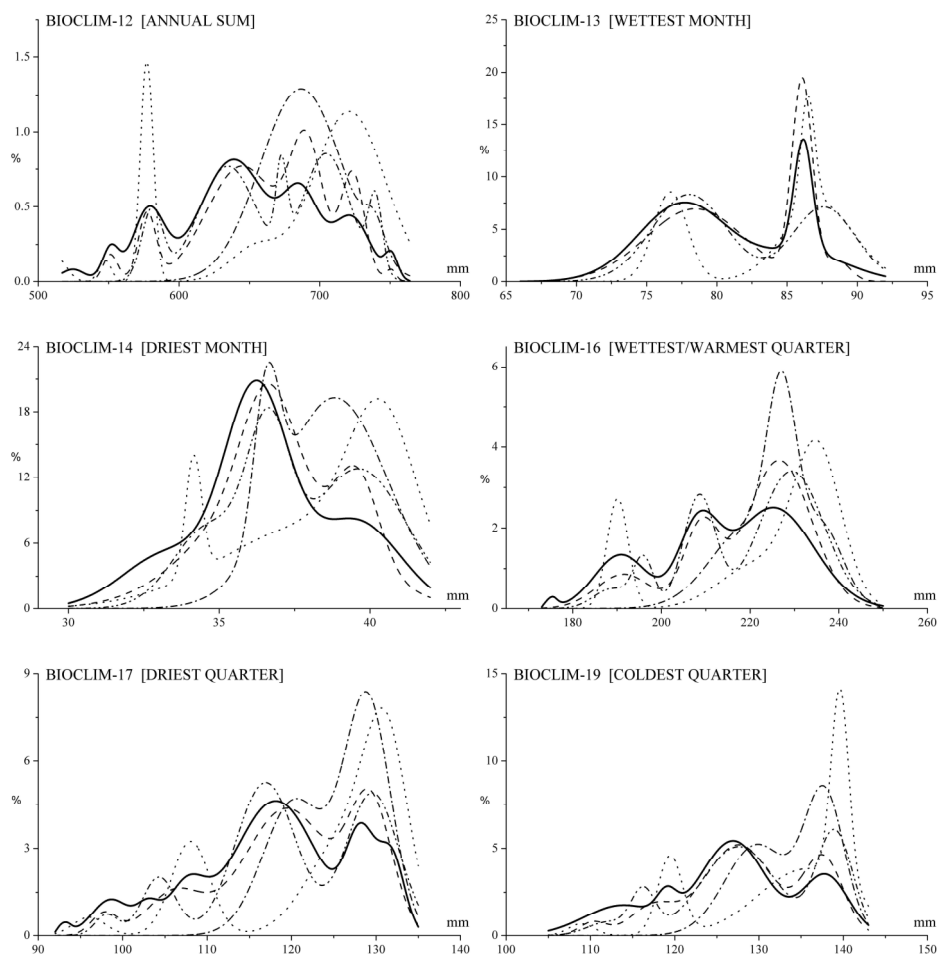 BIOCLIM-12 [ANNUAL SUM]
1.5
1.0
%
0.5
0.0
mm
500 600 700 800
BIOCLIM-13 [WETTEST MONTH]
25
20
15
%
10
5
0
mm
65 70 75 80 85 90 95
BIOCLIM-14 [DRIEST MONTH]
24
18
%
12
6
0
mm
30 35 40
BIOCLIM-16 [WETTEST/WARMEST QUARTER]
6
4
%
2
0
mm
180 200 220 240 260
BIOCLIM-17 [DRIEST QUARTER]
9
6
%
3
0
mm
90 100 110 120 130 140
BIOCLIM-19 [COLDEST QUARTER]
15
10
%
5
0
mm
100 110 120 130 140 150